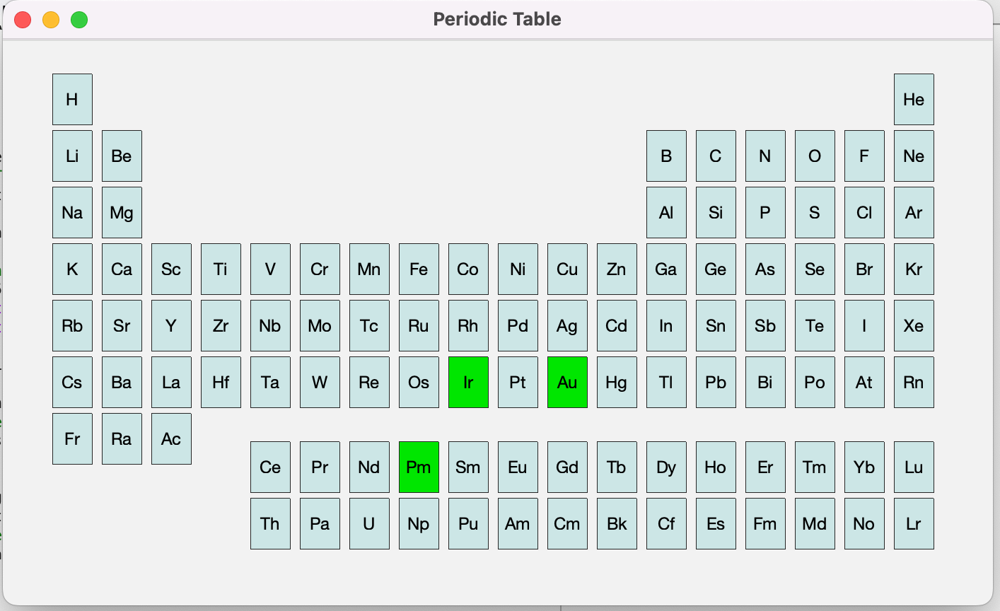 Periodic Table
H He
Li Be B C N O F Ne
Na Mg Al Si P S Cl Ar
K Ca Sc Ti V Cr Mn Fe Co Ni Cu Zn Ga Ge As Se Br Kr
Rb Sr Y Zr Nb Mo Tc Ru Rh Pd Ag Cd In Sn Sb Te I Xe
Cs Ba La Hf Ta W Re Os Ir Pt Au Hg Tl Pb Bi Po At Rn
Fr Ra Ac
Ce Pr Nd Pm Sm Eu Gd Tb Dy Ho Er Tm Yb Lu
Th Pa U Np Pu Am Cm Bk Cf Es Fm Md No Lr